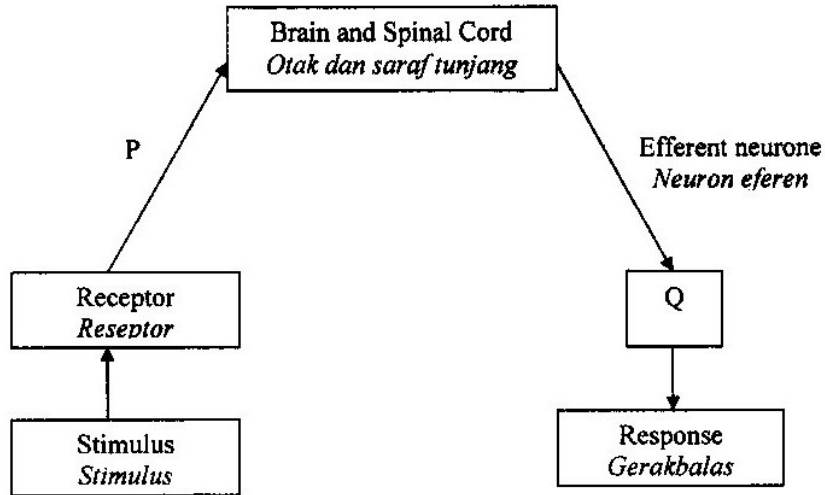 Brain and Spinal Cord
Otak dan saraf tunjang
P
Efferent neurone
Neuron eferen
Receptor
Reseptor
Q
Stimulus
Stimulus
Response
Gerakbalas